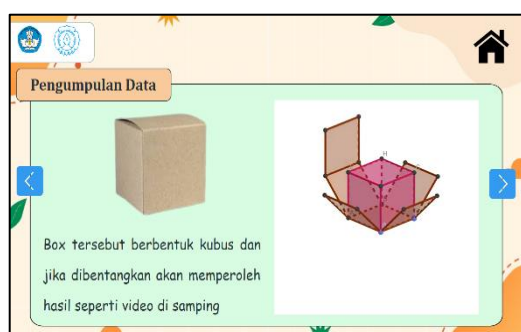 Pengumpulan Data
H
Box tersebut berbentuk kubus dan
jika dibentangkan akan memperoleh
hasil seperti video di samping